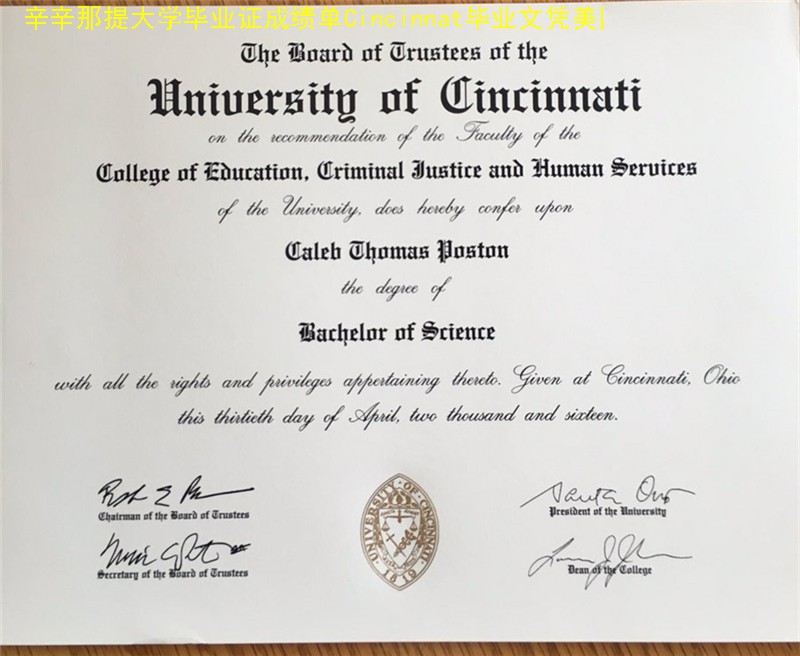 辛辛那提大学毕业证成绩单Cincinnat毕业文凭美|
The Board of Trustees of the
University of Cincinnati
on the recommendation of the Faculty of the
College of Education, Criminal Justice and Human Services
of the University, does hereby confer upon
Caleb Thomas Poston
the degree of
Bachelor of Science
with all the rights and privileges appertaining thereto. Given at Cincinnati, Ohio
this thirtieth day of April, two thousand and sixteen.
Chairman of the Board of Trustees
President of the University
Secretary of the Board of Trustees
Dean of the College
UNIVERSITY·OF·CINCINNATI